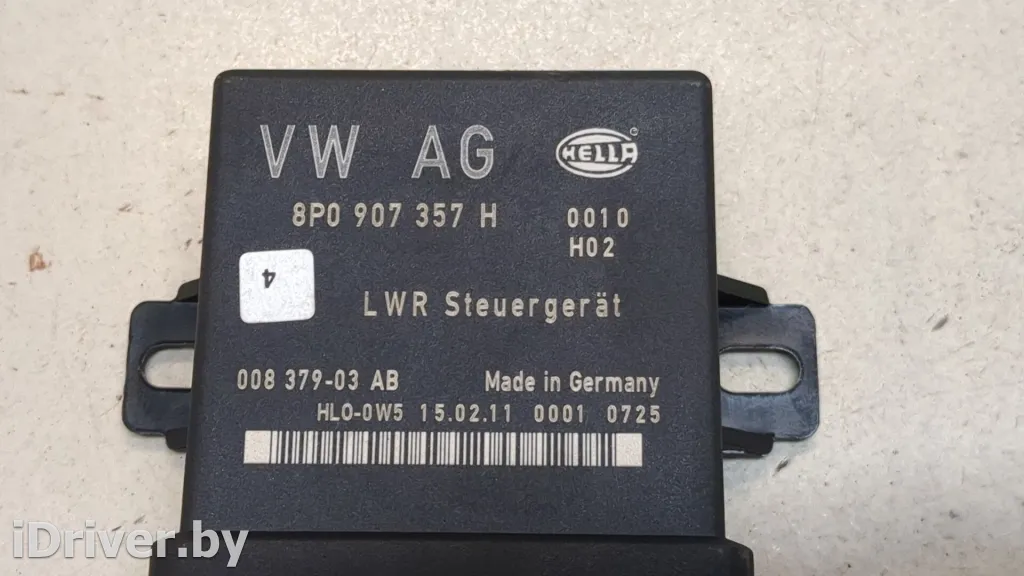 VW AG HELLA
8P0 907 357 H 0010
H02
4
LWR Steuergerät
008 379-03 AB Made in Germany
HLO-0W5 15.02.11 0001 0725
iDriver.by